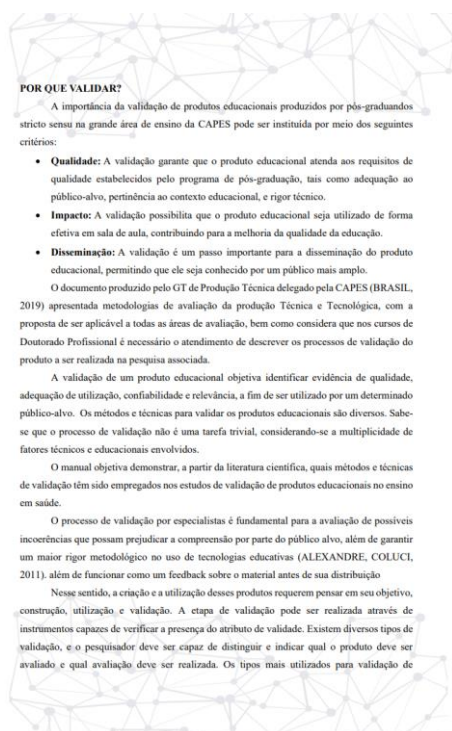 POR QUE VALIDAR?
A importância da validação de produtos educacionais produzidos por pós-graduandos
stricto sensu na grande área de ensino da CAPES pode ser instituída por meio dos seguintes
critérios:
• Qualidade: A validação garante que o produto educacional atenda aos requisitos de
qualidade estabelecidos pelo programa de pós-graduação, tais como adequação ao
público-alvo, pertinência ao contexto educacional, e rigor técnico.
• Impacto: A validação possibilita que o produto educacional seja utilizado de forma
efetiva em sala de aula, contribuindo para a melhoria da qualidade da educação.
• Disseminação: A validação é um passo importante para a disseminação do produto
educacional, permitindo que ele seja conhecido por um público mais amplo.
O documento produzido pelo GT de Produção Técnica delegado pela CAPES (BRASIL,
2019) apresentada metodologias de avaliação da produção Técnica e Tecnológica, com a
proposta de ser aplicável a todas as áreas de avaliação, bem como considera que nos cursos de
Doutorado Profissional é necessário o atendimento de descrever os processos de validação do
produto a ser realizada na pesquisa associada.
A validação de um produto educacional objetiva identificar evidência de qualidade,
adequação de utilização, confiabilidade e relevância, a fim de ser utilizado por um determinado
público-alvo. Os métodos e técnicas para validar os produtos educacionais são diversos. Sabe-
se que o processo de validação não é uma tarefa trivial, considerando-se a multiplicidade de
fatores técnicos e educacionais envolvidos.
O manual objetiva demonstrar, a partir da literatura científica, quais métodos e técnicas
de validação têm sido empregados nos estudos de validação de produtos educacionais no ensino
em saúde.
O processo de validação por especialistas é fundamental para a avaliação de possíveis
incoerências que possam prejudicar a compreensão por parte do público alvo, além de garantir
um maior rigor metodológico no uso de tecnologias educativas (ALEXANDRE, COLUCI,
2011). além de funcionar como um feedback sobre o material antes de sua distribuição
Nesse sentido, a criação e a utilização desses produtos requerem pensar em seu objetivo,
construção, utilização e validação. A etapa de validação pode ser realizada através de
instrumentos capazes de verificar a presença do atributo de validade. Existem diversos tipos de
validação, e o pesquisador deve ser capaz de distinguir e indicar qual o produto deve ser
avaliado e qual avaliação deve ser realizada. Os tipos mais utilizados para validação de